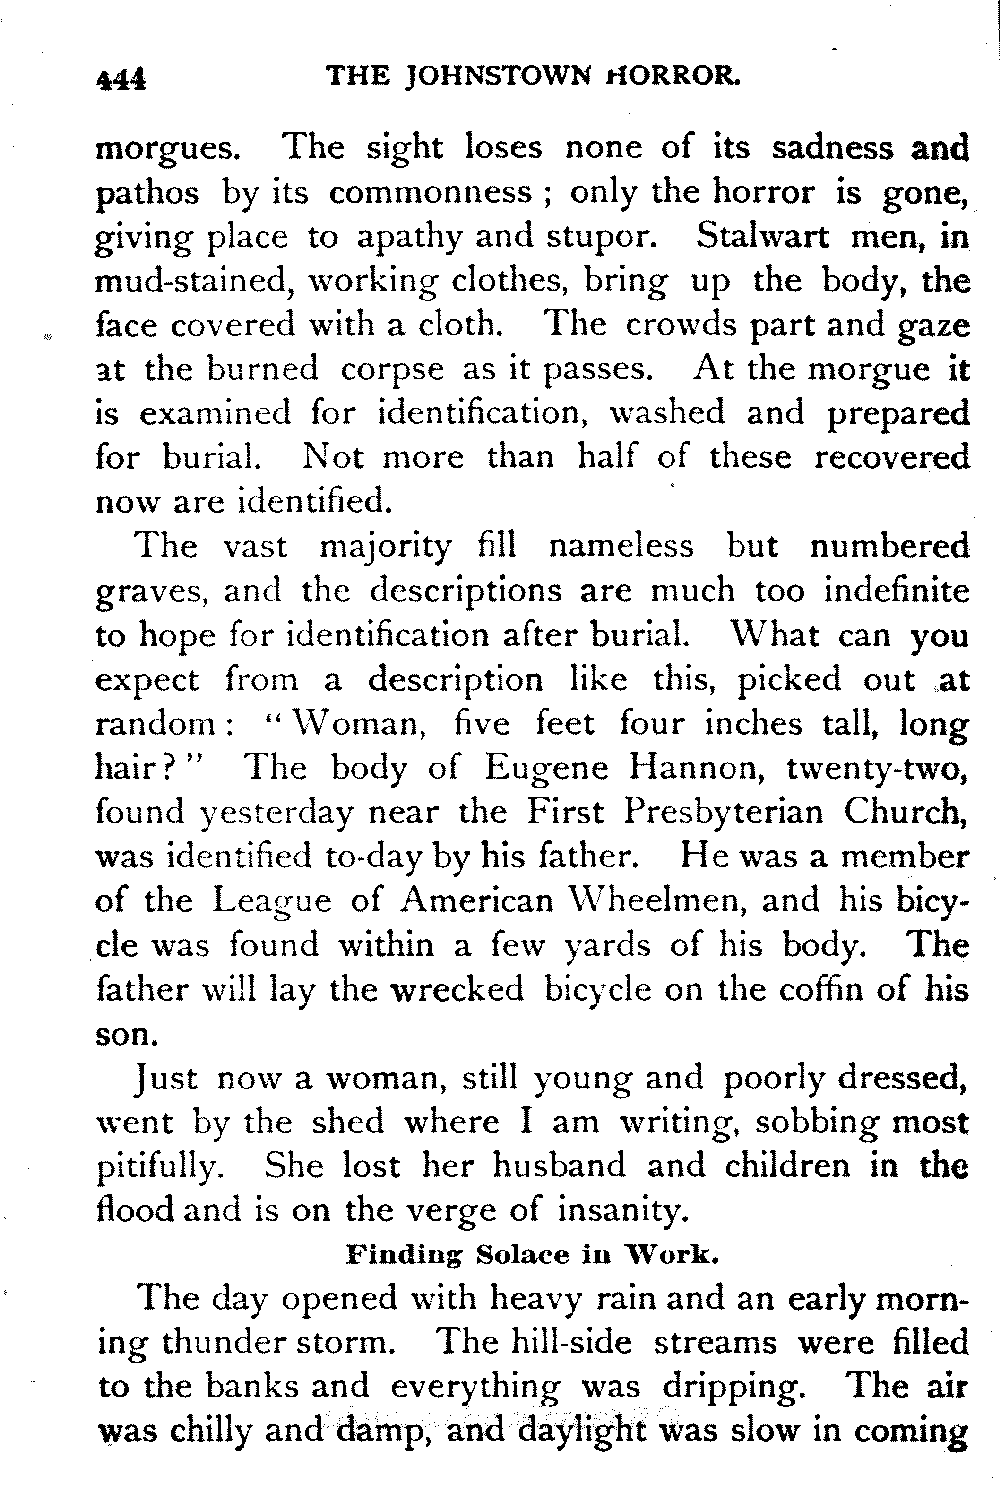 444 THE JOHNSTOWN HORROR.
morgues. The sight loses none of its sadness and
pathos by its commonness ; only the horror is gone,
giving place to apathy and stupor. Stalwart men, in
mud-stained, working clothes, bring up the body, the
face covered with a cloth. The crowds part and gaze
at the burned corpse as it passes. At the morgue it
is examined for identification, washed and prepared
for burial. Not more than half of these recovered
now are identified.
The vast majority fill nameless but numbered
graves, and the descriptions are much too indefinite
to hope for identification after burial. What can you
expect from a description like this, picked out at
random : " Woman, five feet four inches tall, long
hair ? " The body of Eugene Hannon, twenty-two,
found yesterday near the First Presbyterian Church,
was identified to-day by his father. He was a member
of the League of American Wheelmen, and his bicy-
cle was found within a few yards of his body. The
father will lay the wrecked bicycle on the coffin of his
son.
Just now a woman, still young and poorly dressed,
went by the shed where I am writing, sobbing most
pitifully. She lost her husband and children in the
flood and is on the verge of insanity.
Finding Solace in Work.
The day opened with heavy rain and an early morn-
ing thunder storm. The hill-side streams were filled
to the banks and everything was dripping. The air
was chilly and damp, and daylight was slow in coming